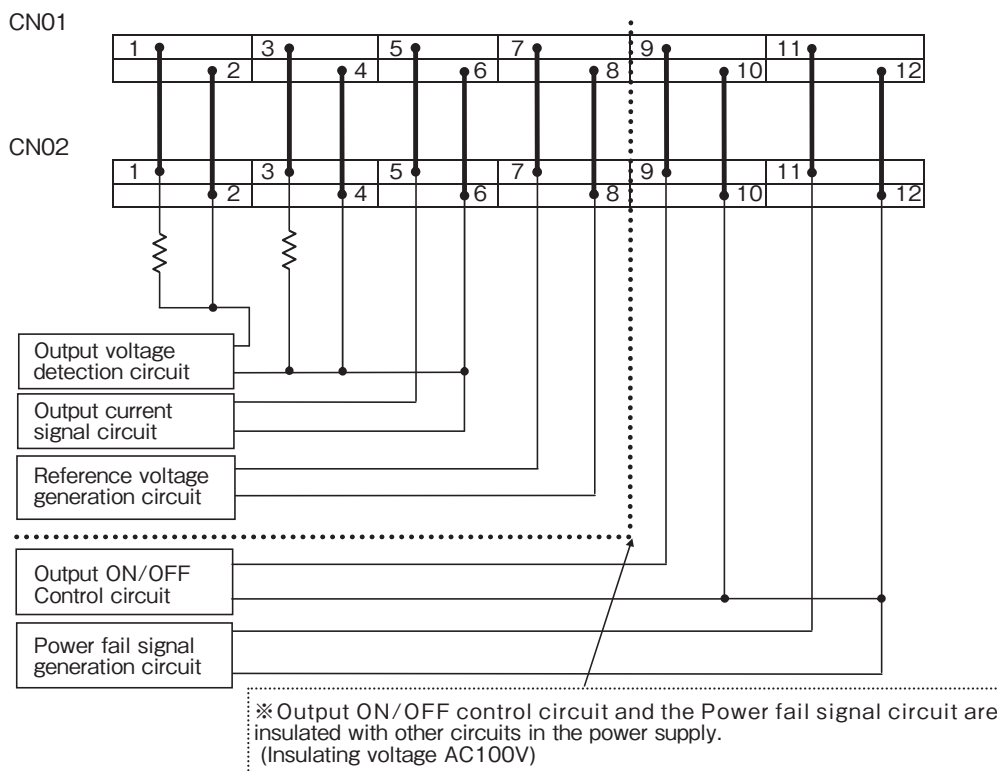 CN01
1 3 5 7 9 11
2 4 6 8 10 12
CN02
1 3 5 7 9 11
2 4 6 8 10 12
Output voltage
detection circuit
Output current
signal circuit
Reference voltage
generation circuit
Output ON/OFF
Control circuit
Power fail signal
generation circuit
※Output ON/OFF control circuit and the Power fail signal circuit are
insulated with other circuits in the power supply.
(Insulating voltage AC100V)